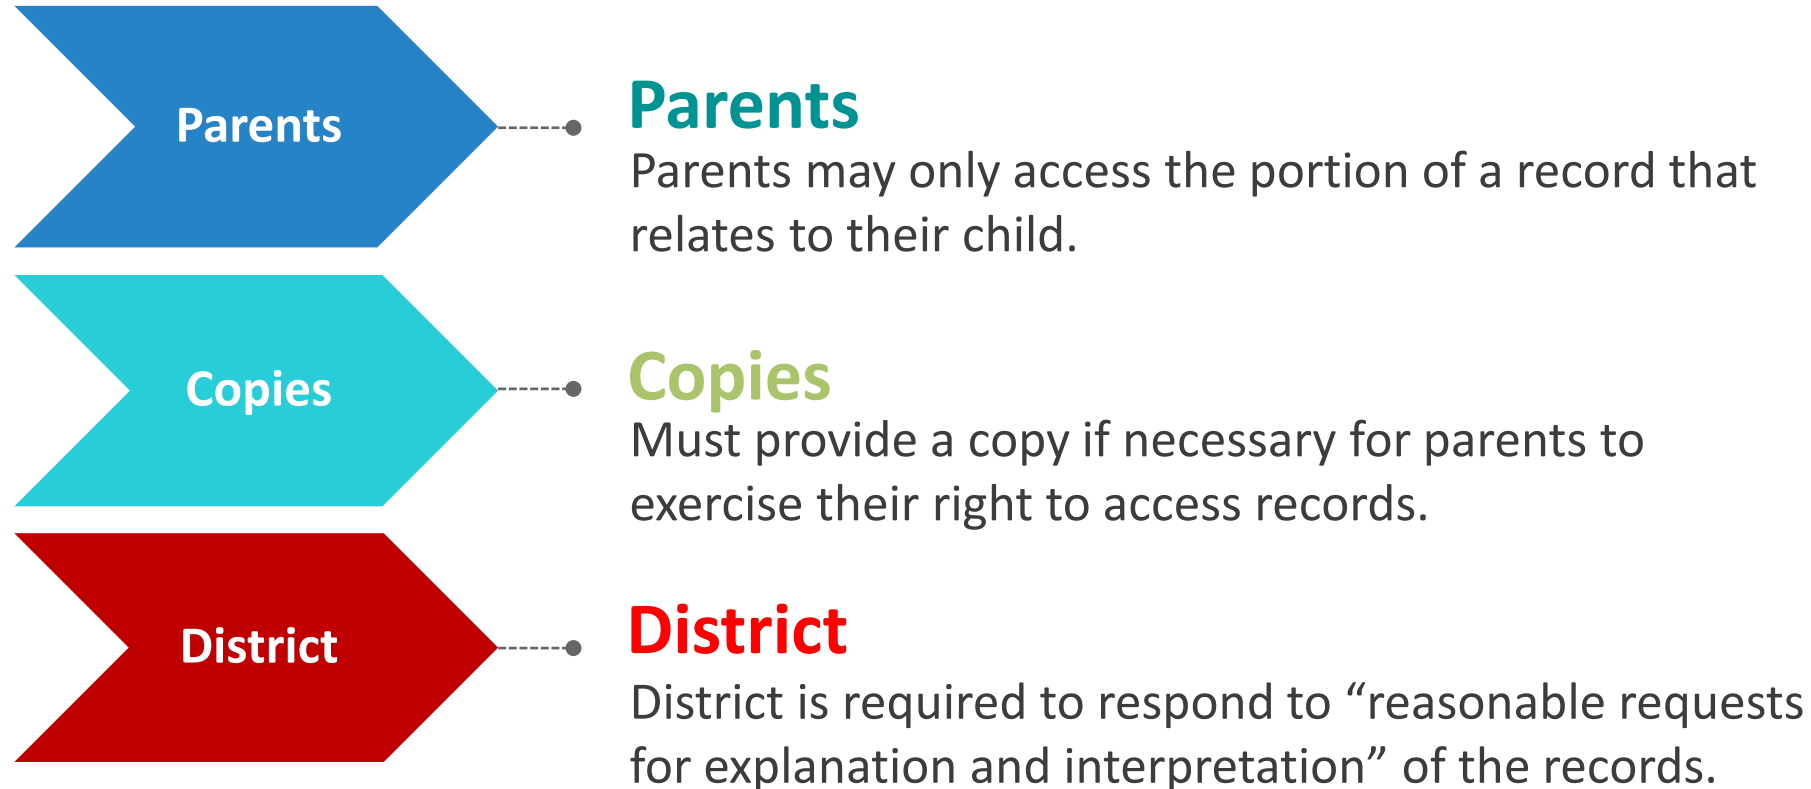 Parents
Parents
Parents may only access the portion of a record that
relates to their child.
Copies
Copies
Must provide a copy if necessary for parents to
exercise their right to access records.
District
District
District is required to respond to “reasonable requests
for explanation and interpretation” of the records.